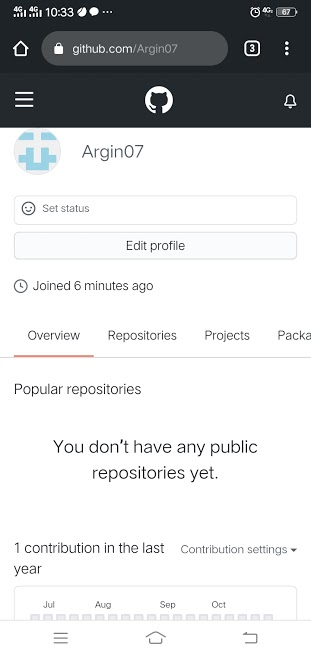 4G 4G 10:33 4G 67
github.com/Argin07 3
Argin07
Set status
Edit profile
Joined 6 minutes ago
Overview Repositories Projects Packa
Popular repositories
You don't have any public
repositories yet.
1 contribution in the last Contribution settings
year
Jul Aug Sep Oct